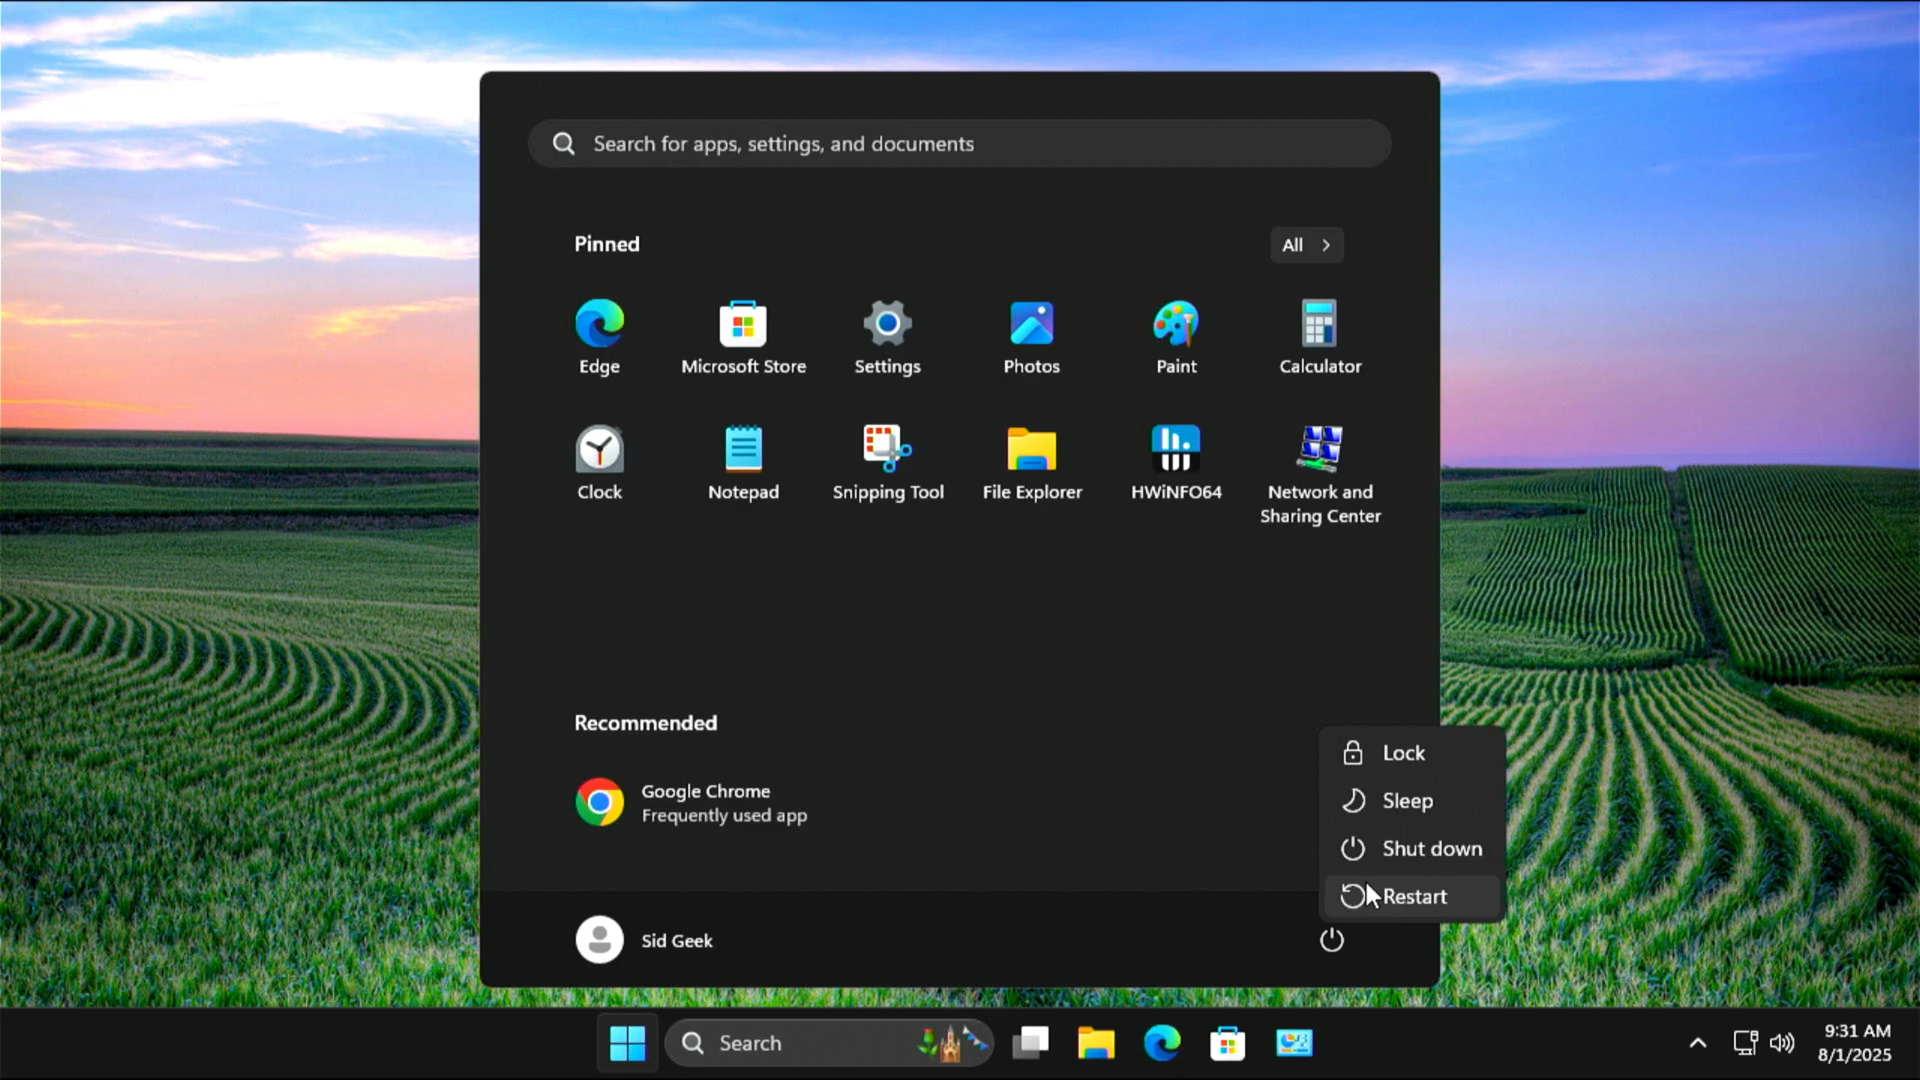 Search for apps, settings, and documents
Pinned
All
Edge
Microsoft Store
Settings
Photos
Paint
Calculator
Clock
Notepad
Snipping Tool
File Explorer
HWiNFO64
Network and
Sharing Center
Recommended
Google Chrome
Frequently used app
Lock
Sleep
Shut down
Restart
Sid Geek
Search
9:31 AM
8/1/2025